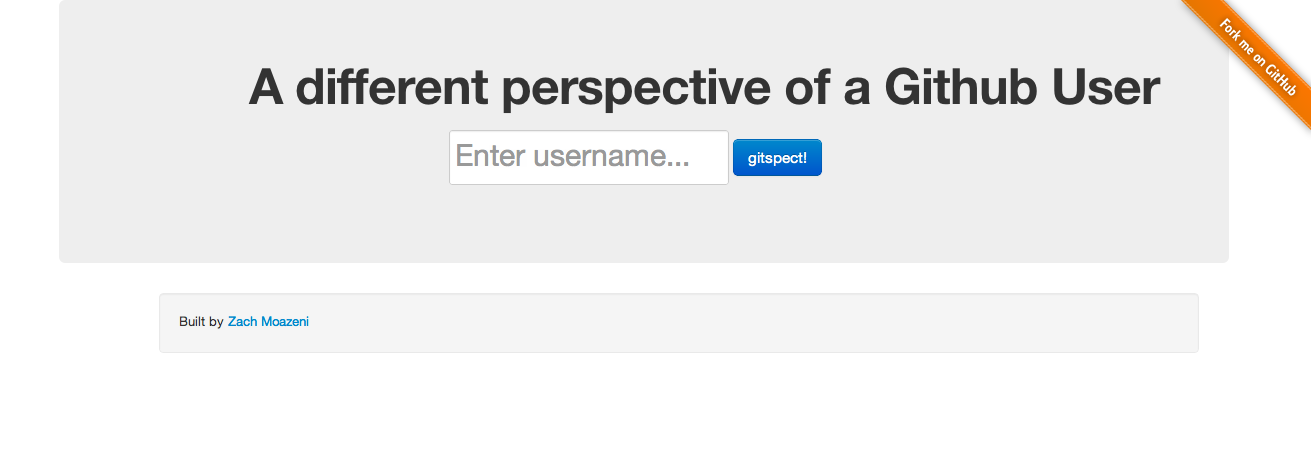 Fork me on GitHub
A different perspective of a Github User
Enter username...
gitspect!
Built by Zach Moazeni